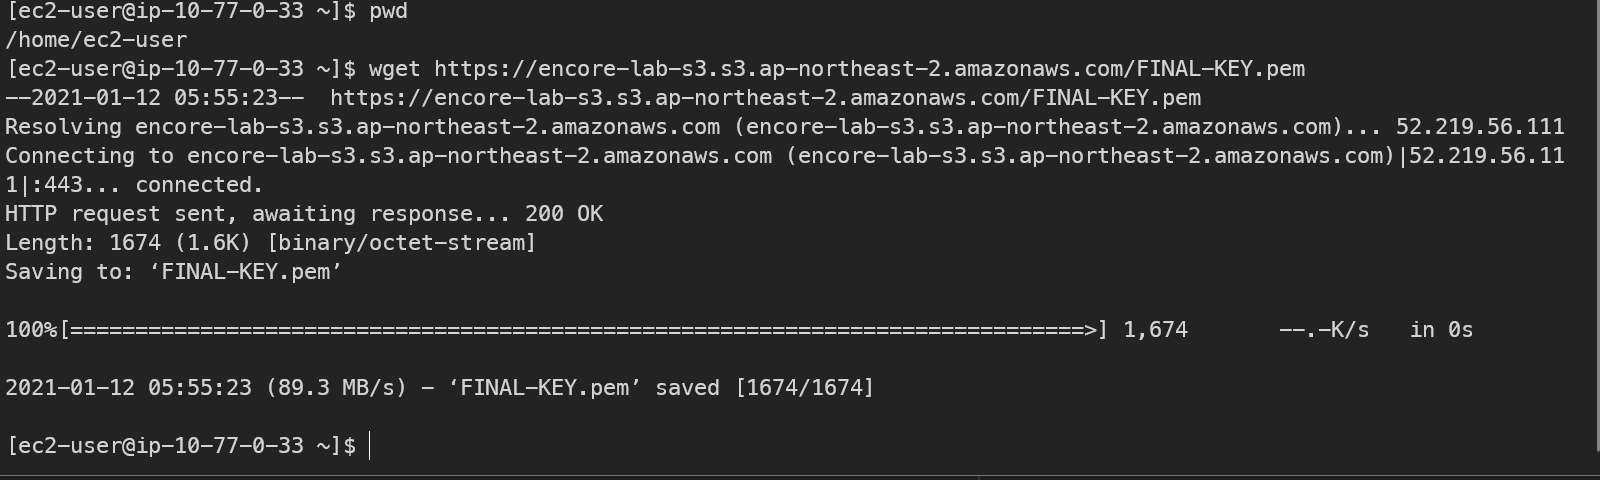 [ec2-user@ip-10-77-0-33 ~]$ pwd
/home/ec2-user
[ec2-user@ip-10-77-0-33 ~]$ wget https://encore-lab-s3.s3.ap-northeast-2.amazonaws.com/FINAL-KEY.pem
--2021-01-12 05:55:23--  https://encore-lab-s3.s3.ap-northeast-2.amazonaws.com/FINAL-KEY.pem
Resolving encore-lab-s3.s3.ap-northeast-2.amazonaws.com (encore-lab-s3.s3.ap-northeast-2.amazonaws.com)... 52.219.56.111
Connecting to encore-lab-s3.s3.ap-northeast-2.amazonaws.com (encore-lab-s3.s3.ap-northeast-2.amazonaws.com)|52.219.56.11
1|:443... connected.
HTTP request sent, awaiting response... 200 OK
Length: 1674 (1.6K) [binary/octet-stream]
Saving to: ‘FINAL-KEY.pem’
100%[==============================================================================>] 1,674       --.-K/s   in 0s
2021-01-12 05:55:23 (89.3 MB/s) - ‘FINAL-KEY.pem’ saved [1674/1674]
[ec2-user@ip-10-77-0-33 ~]$